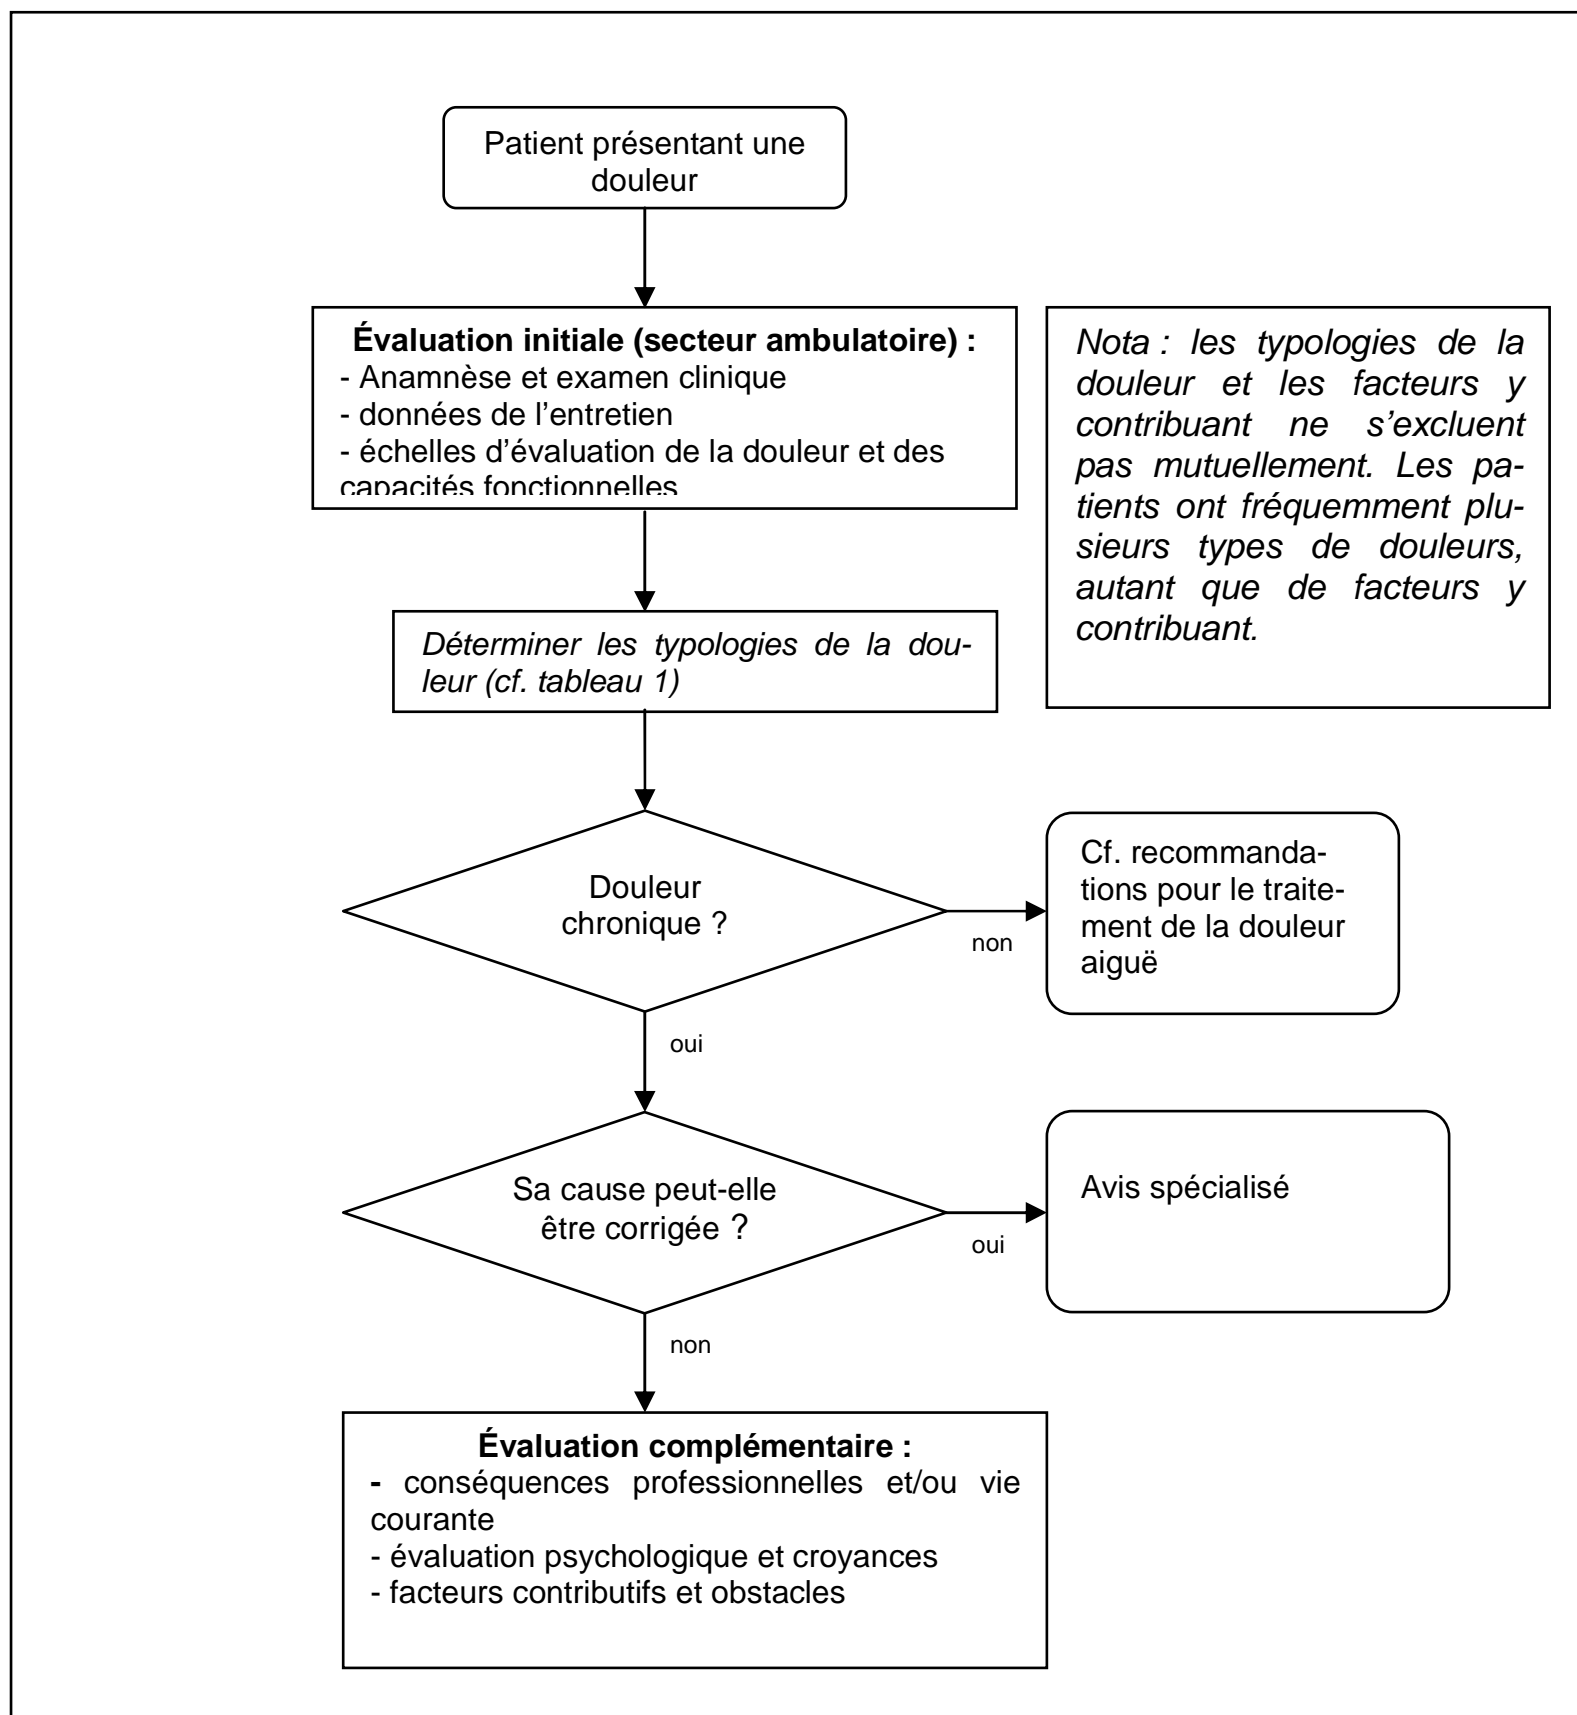 Patient présentant une
douleur
Évaluation initiale (secteur ambulatoire) :
- Anamnèse et examen clinique
- données de l’entretien
- échelles d’évaluation de la douleur et des
capacités fonctionnelles
Nota : les typologies de la
douleur et les facteurs y
contribuant ne s’excluent
pas mutuellement. Les pa-
tients ont fréquemment plu-
sieurs types de douleurs,
autant que de facteurs y
contribuant.
Déterminer les typologies de la dou-
leur (cf. tableau 1)
Douleur
chronique ?
non
Cf. recommanda-
tions pour le traite-
ment de la douleur
aiguë
oui
Sa cause peut-elle
être corrigée ?
oui
Avis spécialisé
non
Évaluation complémentaire :
- conséquences professionnelles et/ou vie
courante
- évaluation psychologique et croyances
- facteurs contributifs et obstacles